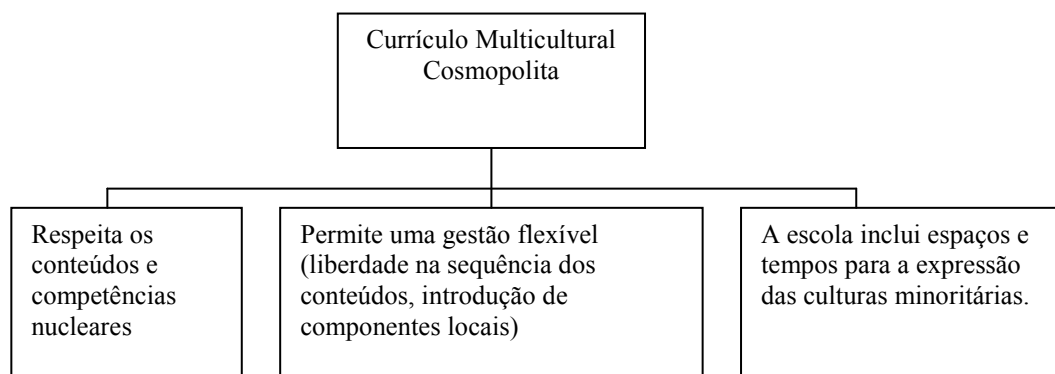 Currículo Multicultural
Cosmopolita
Respeita os
conteúdos e
competências
nucleares
Permite uma gestão flexível
(liberdade na sequência dos
conteúdos, introdução de
componentes locais)
A escola inclui espaços e
tempos para a expressão
das culturas minoritárias.